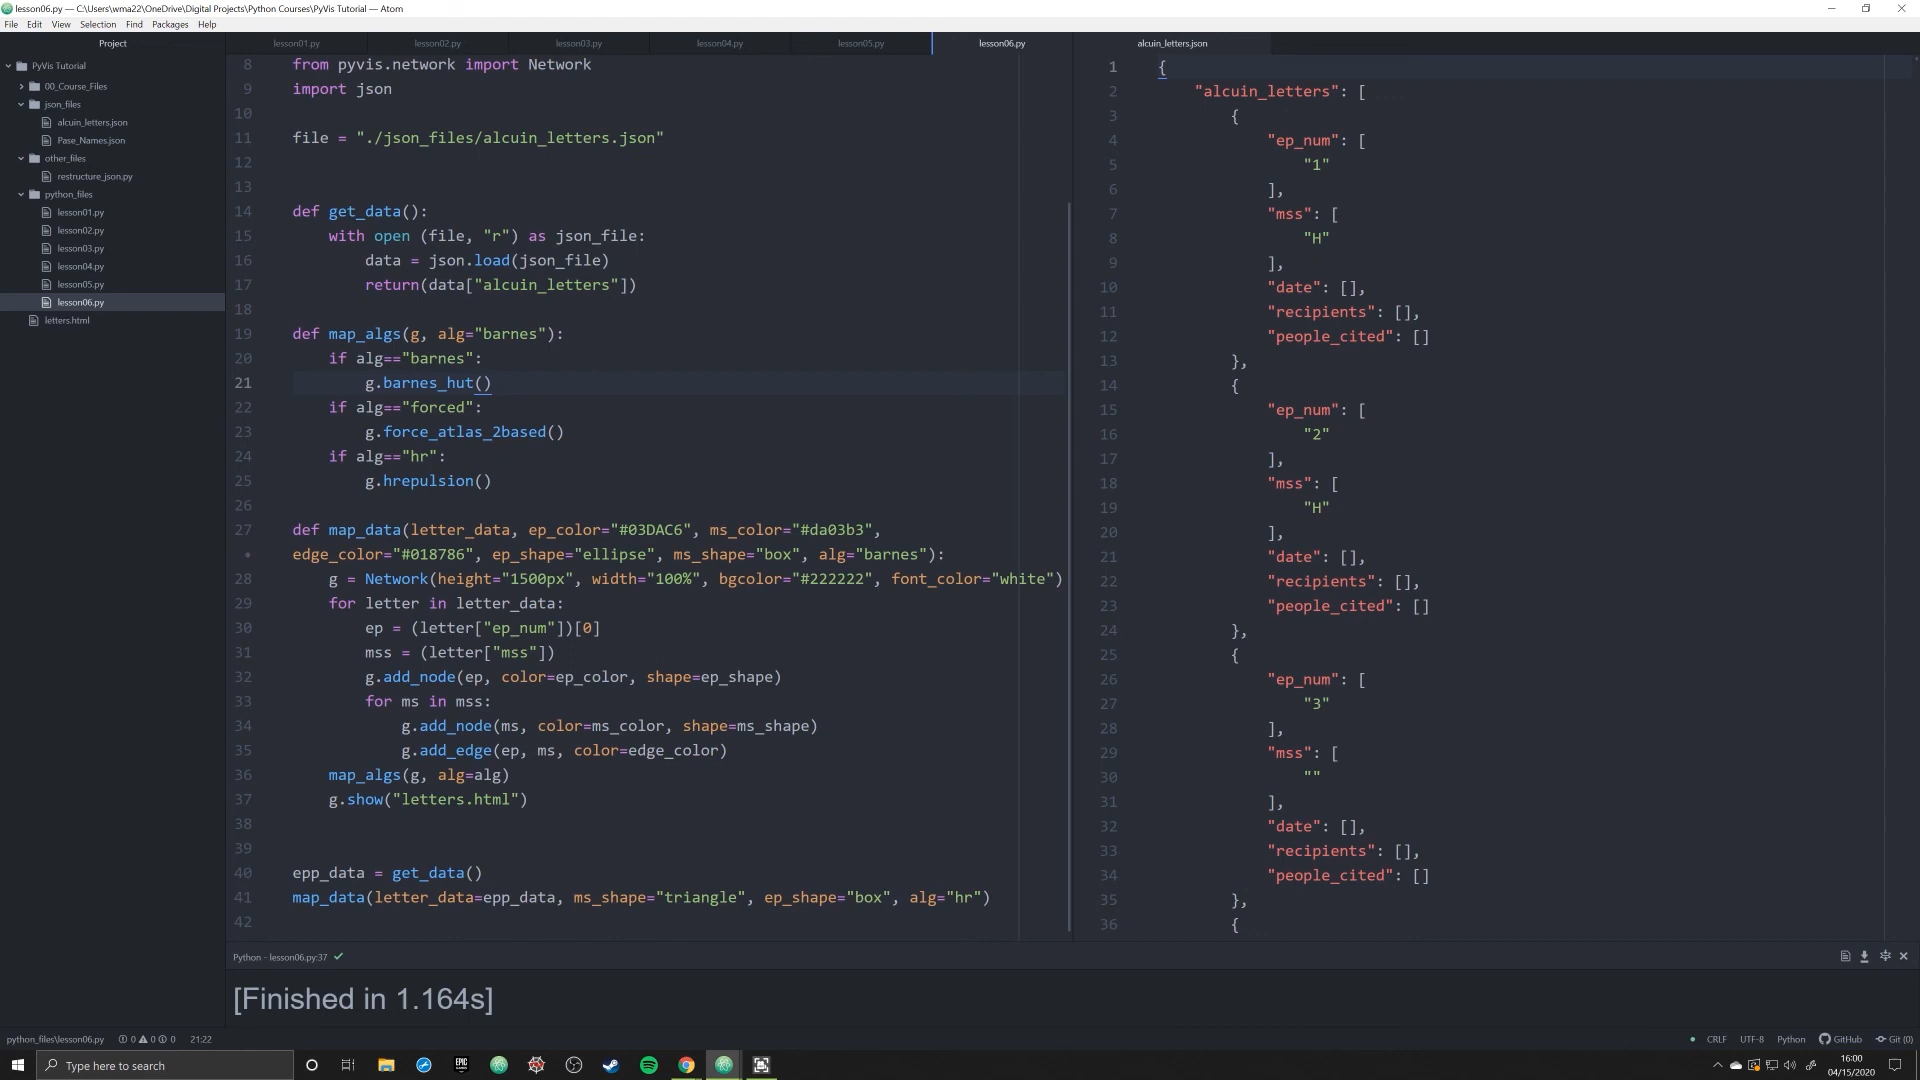 lesson06.py — C:\Users\wma22\OneDrive\Digital Projects\Python Courses\PyVis Tutorial — Atom
File Edit View Selection Find Packages Help
Project
lesson01.py lesson02.py lesson03.py lesson04.py lesson05.py lesson06.py alcuin_letters.json
PyVis Tutorial
00_Course_Files
json_files
alcuin_letters.json
Pase_Names.json
other_files
restructure_json.py
python_files
lesson01.py
lesson02.py
lesson03.py
lesson04.py
lesson05.py
lesson06.py
letters.html
8 from pyvis.network import Network
9 import json
10
11 file = "./json_files/alcuin_letters.json"
12
13
14 def get_data():
15 with open (file, "r") as json_file:
16 data = json.load(json_file)
17 return(data["alcuin_letters"])
18
19 def map_algs(g, alg="barnes"):
20 if alg=="barnes":
21 g.barnes_hut()
22 if alg=="forced":
23 g.force_atlas_2based()
24 if alg=="hr":
25 g.hrepulsion()
26
27 def map_data(letter_data, ep_color="#03DAC6", ms_color="#da03b3",
• edge_color="#018786", ep_shape="ellipse", ms_shape="box", alg="barnes"):
28 g = Network(height="1500px", width="100%", bgcolor="#222222", font_color="white")
29 for letter in letter_data:
30 ep = (letter["ep_num"])[0]
31 mss = (letter["mss"])
32 g.add_node(ep, color=ep_color, shape=ep_shape)
33 for ms in mss:
34 g.add_node(ms, color=ms_color, shape=ms_shape)
35 g.add_edge(ep, ms, color=edge_color)
36 map_algs(g, alg=alg)
37 g.show("letters.html")
38
39
40 epp_data = get_data()
41 map_data(letter_data=epp_data, ms_shape="triangle", ep_shape="box", alg="hr")
42
1 {
2 "alcuin_letters": [
3 {
4 "ep_num": [
5 "1"
6 ],
7 "mss": [
8 "H"
9 ],
10 "date": [],
11 "recipients": [],
12 "people_cited": []
13 },
14 {
15 "ep_num": [
16 "2"
17 ],
18 "mss": [
19 "H"
20 ],
21 "date": [],
22 "recipients": [],
23 "people_cited": []
24 },
25 {
26 "ep_num": [
27 "3"
28 ],
29 "mss": [
30 ""
31 ],
32 "date": [],
33 "recipients": [],
34 "people_cited": []
35 },
36 {
Python - lesson06.py:37
[Finished in 1.164s]
python_files\lesson06.py 0 0 0 21:22 CRLF UTF-8 Python GitHub Git (0)
Type here to search
EPIC GAMES
16:00
04/15/2020